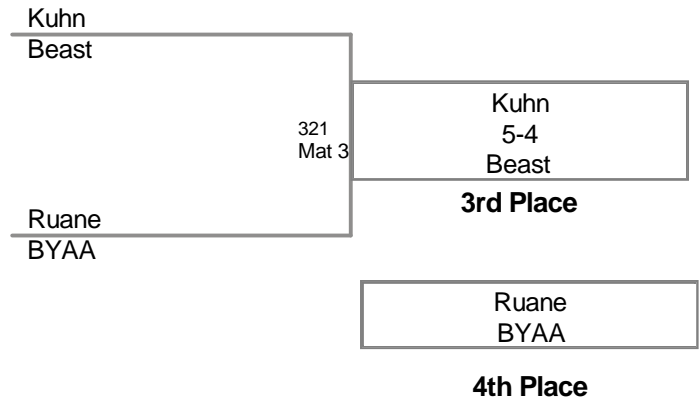 Kuhn
Beast
321
Mat 3
Kuhn
5-4
Beast
3rd Place
Ruane
BYAA
Ruane
BYAA
4th Place